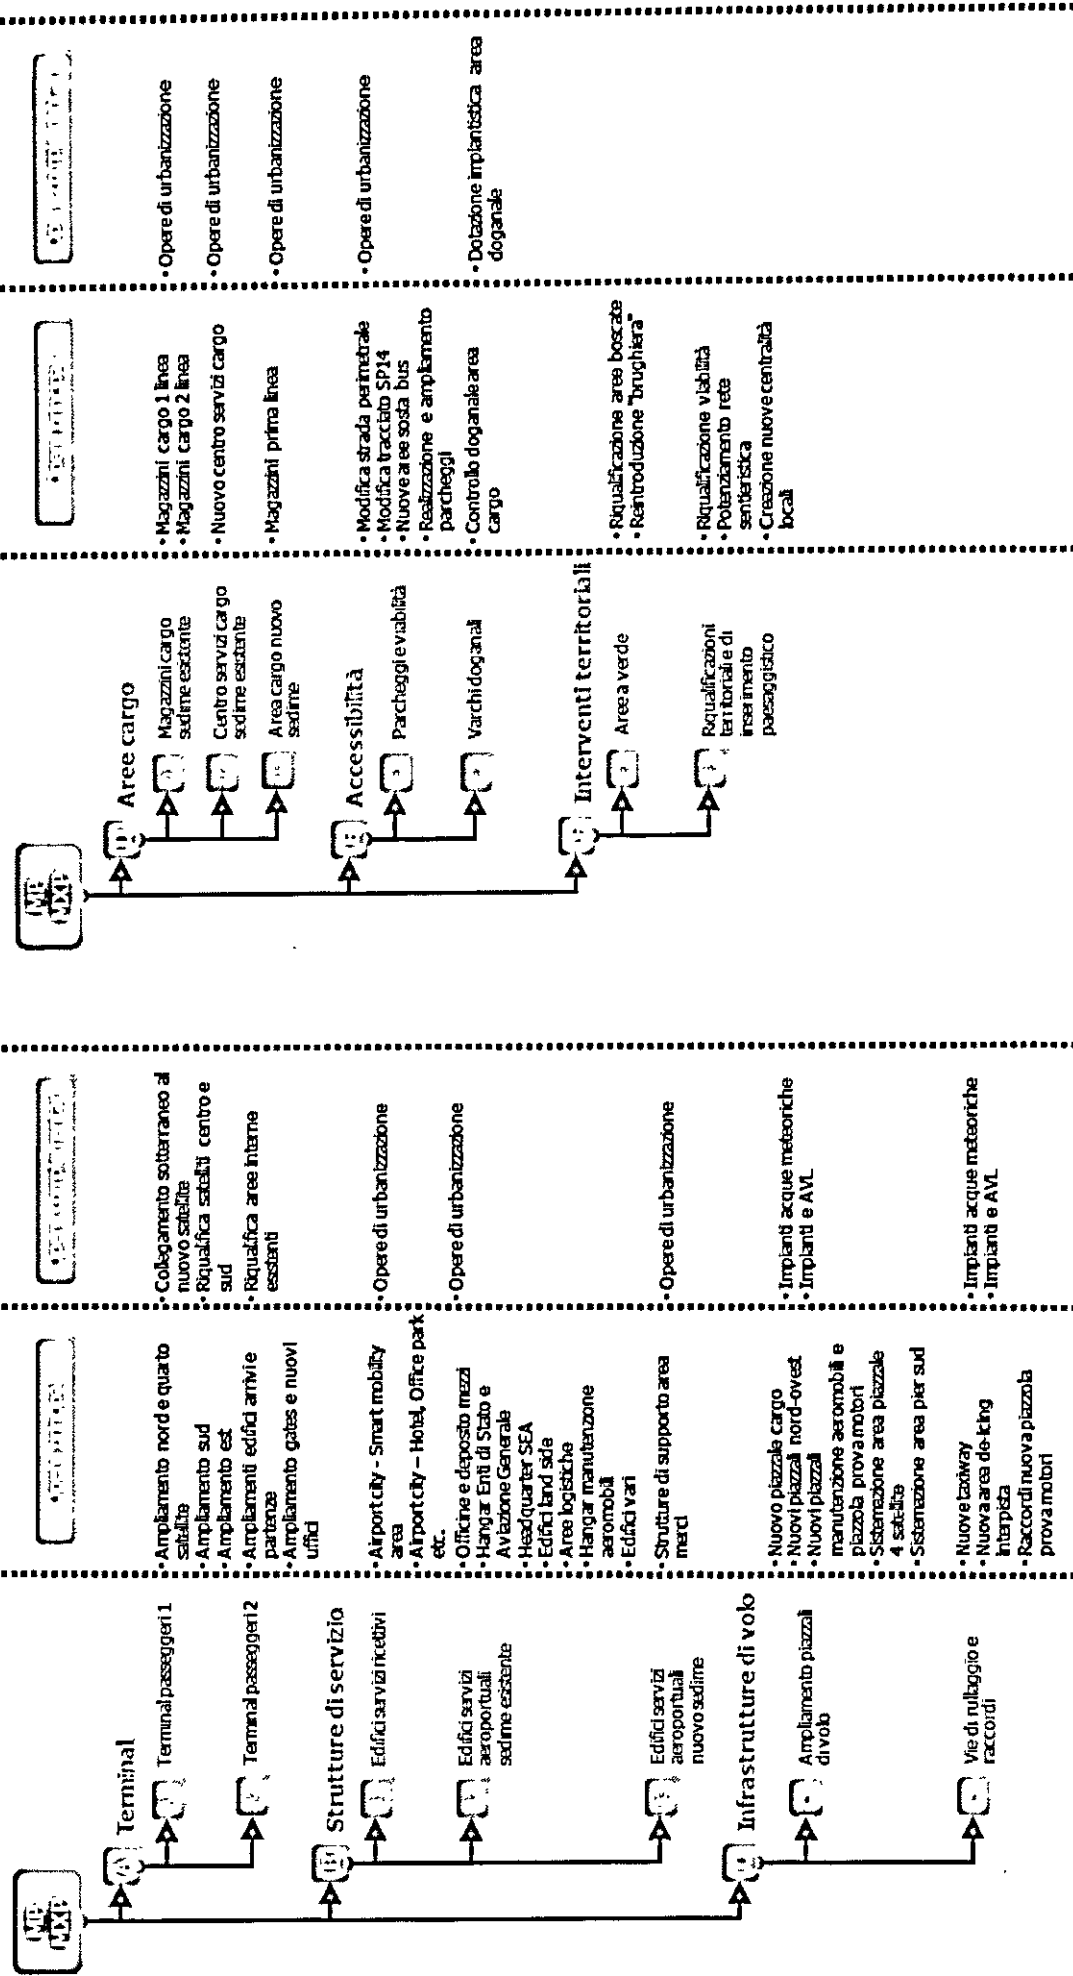 MP
MXP
A Terminal
Terminal passeggeri 1
• Ampliamento nord e quarto
satellite
• Ampliamento sud
• Ampliamento est
• Collegamento sotterraneo al
nuovo satellite
• Riqualifica satelliti centro e
sud
Terminal passeggeri 2
• Ampliamenti edifici arrivi e
partenze
• Ampliamento gates e nuovi
uffici
• Riqualifica aree interne
esistenti
B Strutture di servizio
Edifici servizi ricettivi
• Airport city - Smart mobility
area
• Airport city – Hotel, Office park
etc.
• Opere di urbanizzazione
Edifici servizi
aeroportuali
sedime esistente
• Officine e deposito mezzi
• Hangar Enti di Stato e
Aviazione Generale
• Headquarter SEA
• Edifici land side
• Aree logistiche
• Hangar manutenzone
aeromobili
• Edifici vari
• Opere di urbanizzazione
Edifici servizi
aeroportuali
nuovo sedime
• Strutture di supporto area
merci
• Opere di urbanizzazione
Infrastrutture di volo
Ampliamento piazzali
di volo
• Nuovo piazzale cargo
• Nuovi piazzali nord-ovest
• Nuovi piazzali
manutenzione aeromobili e
piazzola prova motori
• Sistemazione area piazzale
4 satellite
• Sistemazione area pier sud
• Impianti acque meteoriche
• Impianti e AVL
Vie di rullaggio e
raccordi
• Nuove taxiway
• Nuova area de-icing
interpista
• Raccordi nuova piazzola
prova motori
• Impianti acque meteoriche
• Impianti e AVL
MP
MXP
D Aree cargo
Magazzini cargo
sedime esistente
• Magazzini cargo 1 linea
• Magazzini cargo 2 linea
• Opere di urbanizzazione
Centro servizi cargo
sedime esistente
• Nuovo centro servizi cargo
• Opere di urbanizzazione
Area cargo nuovo
sedime
• Magazzini prima linea
• Opere di urbanizzazione
E Accessibilità
Parcheggi e viabilità
• Modifica strada perimetrale
• Modifica tracciato SP14
• Nuove aree sosta bus
• Realizzazione e ampliamento
parcheggi
• Opere di urbanizzazione
Varchi doganali
• Controllo doganale area
cargo
• Dotazione impiantistica area
doganale
Interventi territoriali
Aree a verde
• Riqualificazione aree boscate
• Reintroduzione "brughiera"
Riqualificazioni
territoriali e di
inserimento
paesaggistico
• Riqualificazione viabilità
• Potenziamento rete
sentieristica
• Creazione nuove centralità
locali